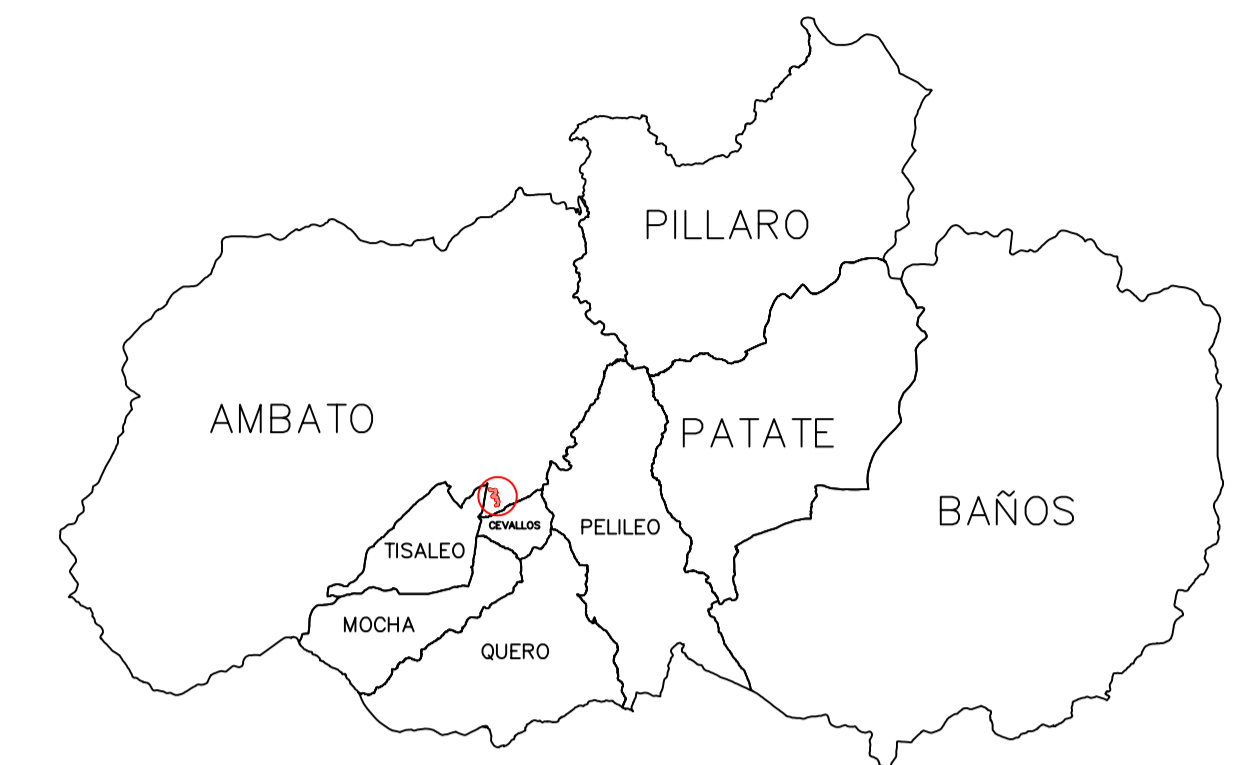 PILLARO
AMBATO
PATATE
BAÑOS
CEVALLOS
PELILEO
TISALEO
MOCHA
QUERO